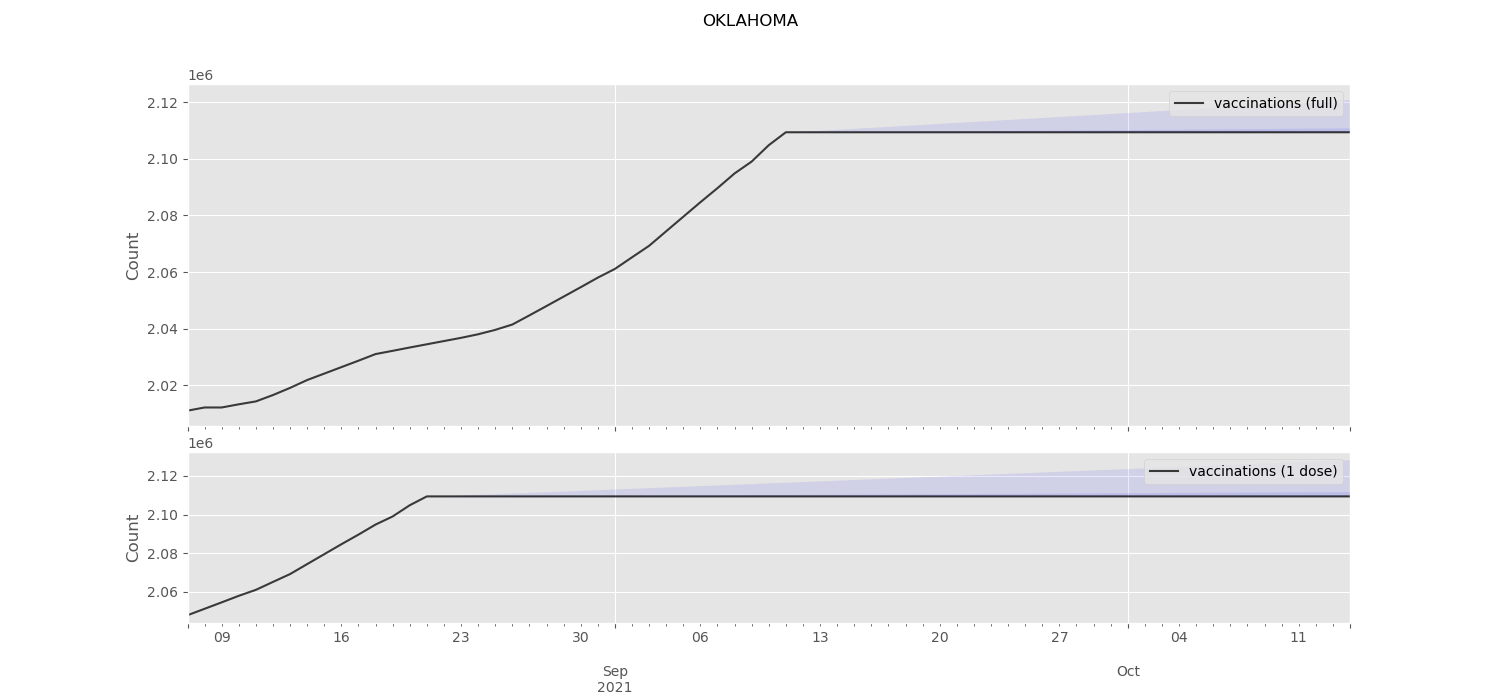 OKLAHOMA
1e6
vaccinations (full)
2.12
2.10
2.08
2.06
2.04
2.02
Count
1e6
vaccinations (1 dose)
2.12
2.10
2.08
2.06
Count
09 16 23 30 06 13 20 27 04 11
Sep Oct
2021